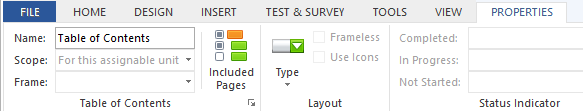 FILE HOME DESIGN INSERT TEST & SURVEY TOOLS VIEW PROPERTIES
Name: Table of Contents Frameless Completed:
Scope: For this assignable unit Use Icons In Progress:
Frame: Included Pages Type Not Started:
Table of Contents Layout Status Indicator